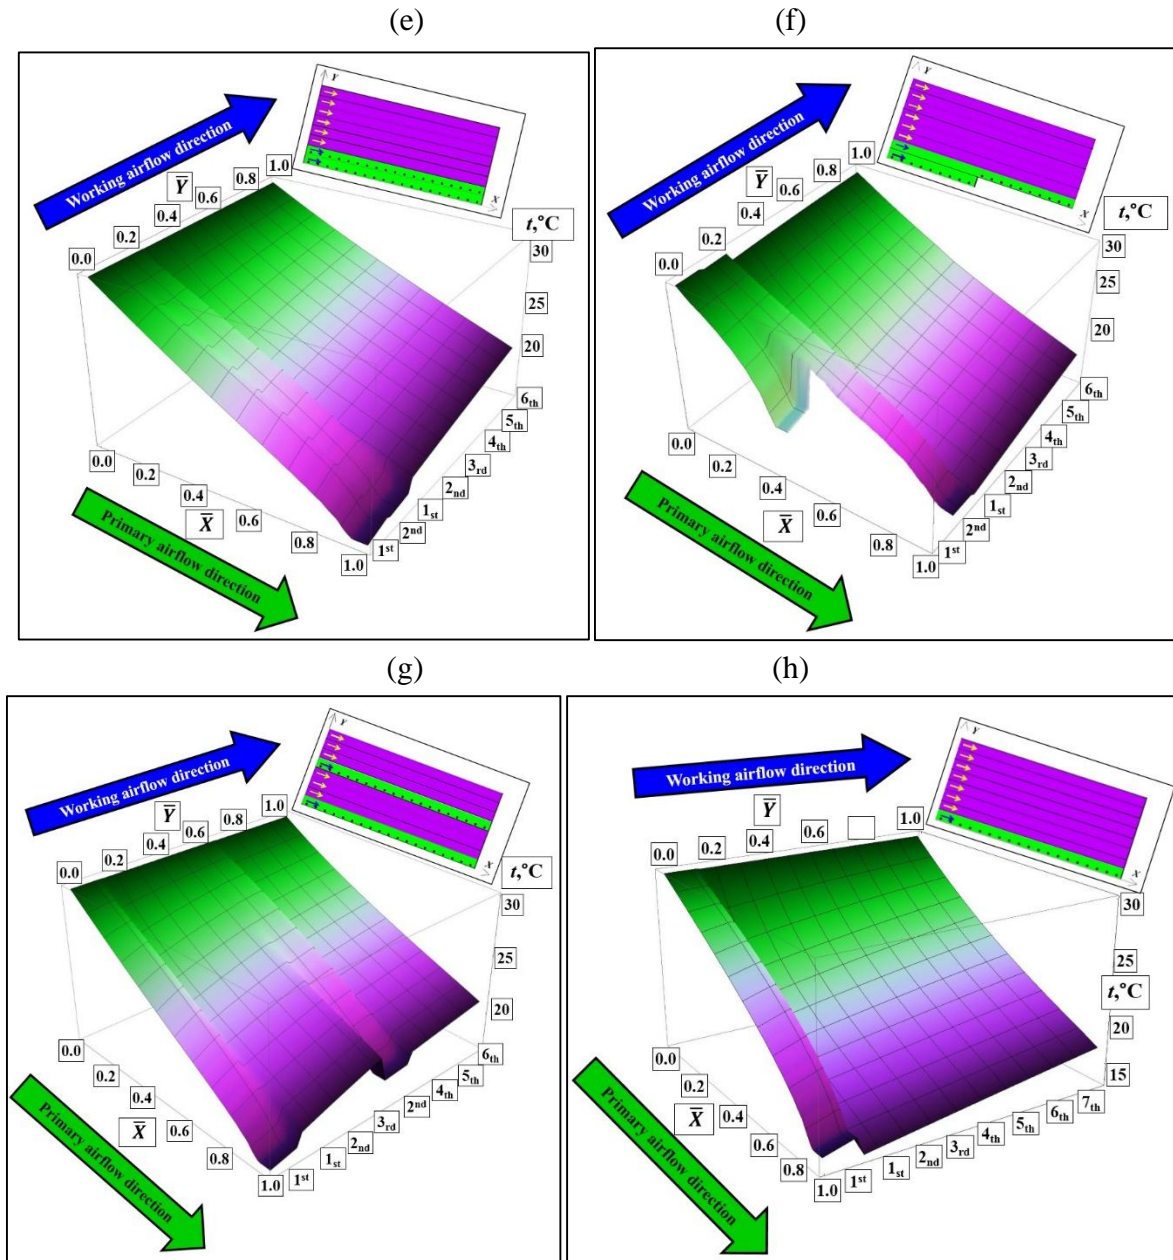 (e)
(f)
Working airflow direction
Y
X
1.0
0.8
Y̅
0.6
0.4
0.2
0.0
t,°C
30
25
20
6th
5th
4th
3rd
2nd
1st
2nd
1st
0.0
0.2
0.4
X̅
0.6
0.8
1.0
Primary airflow direction
Working airflow direction
Y
X
1.0
0.8
Y̅
0.6
0.4
0.2
0.0
t,°C
30
25
20
6th
5th
4th
3rd
2nd
1st
2nd
1st
0.0
0.2
0.4
X̅
0.6
0.8
1.0
Primary airflow direction
(g)
(h)
Working airflow direction
Y
X
1.0
0.8
Y̅
0.6
0.4
0.2
0.0
t,°C
30
25
20
6th
5th
4th
2nd
3rd
2nd
1st
1st
0.0
0.2
0.4
X̅
0.6
0.8
1.0
Primary airflow direction
Working airflow direction
Y
X
Y̅
1.0
0.6
0.4
0.2
0.0
30
25
t,°C
20
15
7th
6th
5th
4th
3rd
2nd
1st
1st
0.0
0.2
X̅
0.4
0.6
0.8
1.0
Primary airflow direction